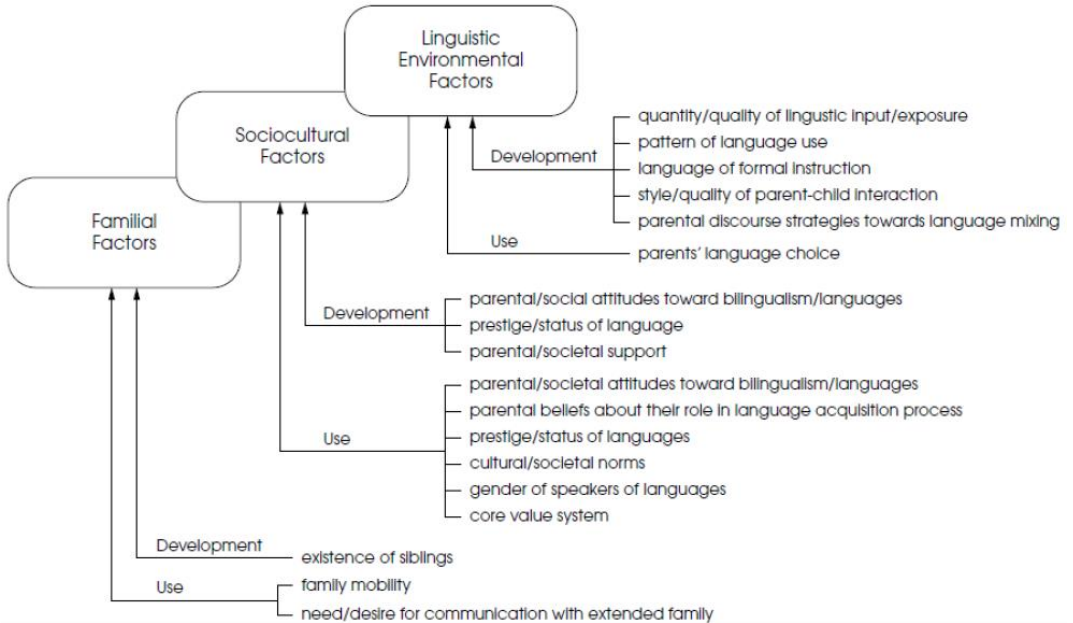 Linguistic
Environmental
Factors
Sociocultural
Factors
Familial
Factors
Development
quantity/quality of lingustic input/exposure
pattern of language use
language of formal instruction
style/quality of parent-child interaction
parental discourse strategies towards language mixing
Use
parents' language choice
Development
parental/social attitudes toward bilingualism/languages
prestige/status of language
parental/societal support
Use
parental/societal attitudes toward bilingualism/languages
parental beliefs about their role in language acquisition process
prestige/status of languages
cultural/societal norms
gender of speakers of languages
core value system
Development
existence of siblings
Use
family mobility
need/desire for communication with extended family